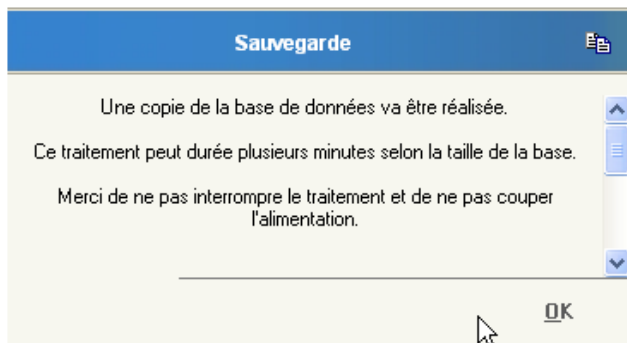 Sauvegarde
Une copie de la base de données va être réalisée.
Ce traitement peut durée plusieurs minutes selon la taille de la base.
Merci de ne pas interrompre le traitement et de ne pas couper
l'alimentation.
OK